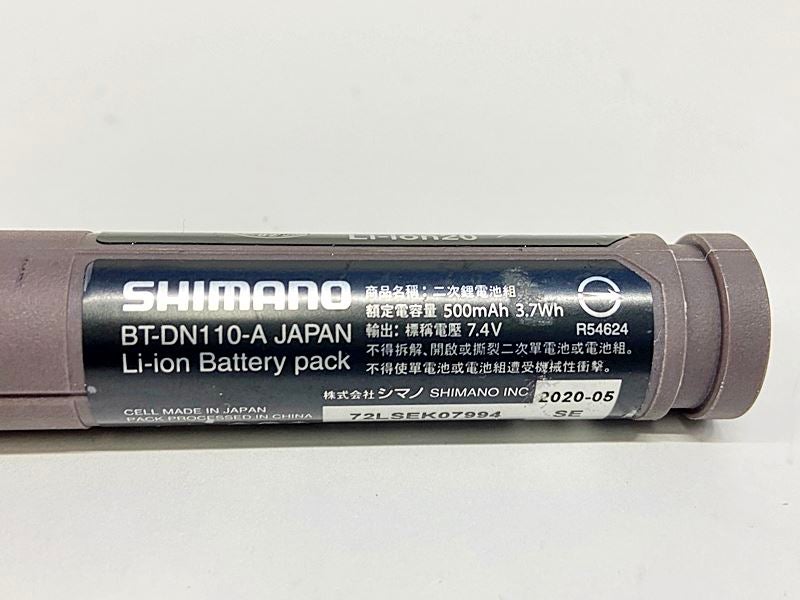 Li-ion20
SHIMANO
BT-DN110-A JAPAN
Li-ion Battery pack
CELL MADE IN JAPAN
PACK PROCESSED IN CHINA
商品名稱：二次鋰電池組
額定電容量 500mAh 3.7Wh
輸出：標稱電壓 7.4V
不得拆解、開啟或撕裂二次單電池或電池組。
不得使單電池或電池組遭受機械性衝擊。
R54624
株式会社シマノ SHIMANO INC
2020-05
72LSEK07994
SE